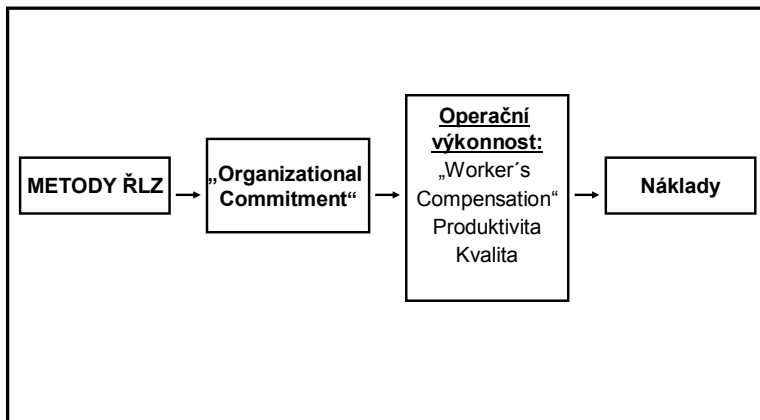 METODY ŘLZ
„Organizational
Commitment“
Operační
výkonnost:
„Worker´s
Compensation“
Produktivita
Kvalita
Náklady